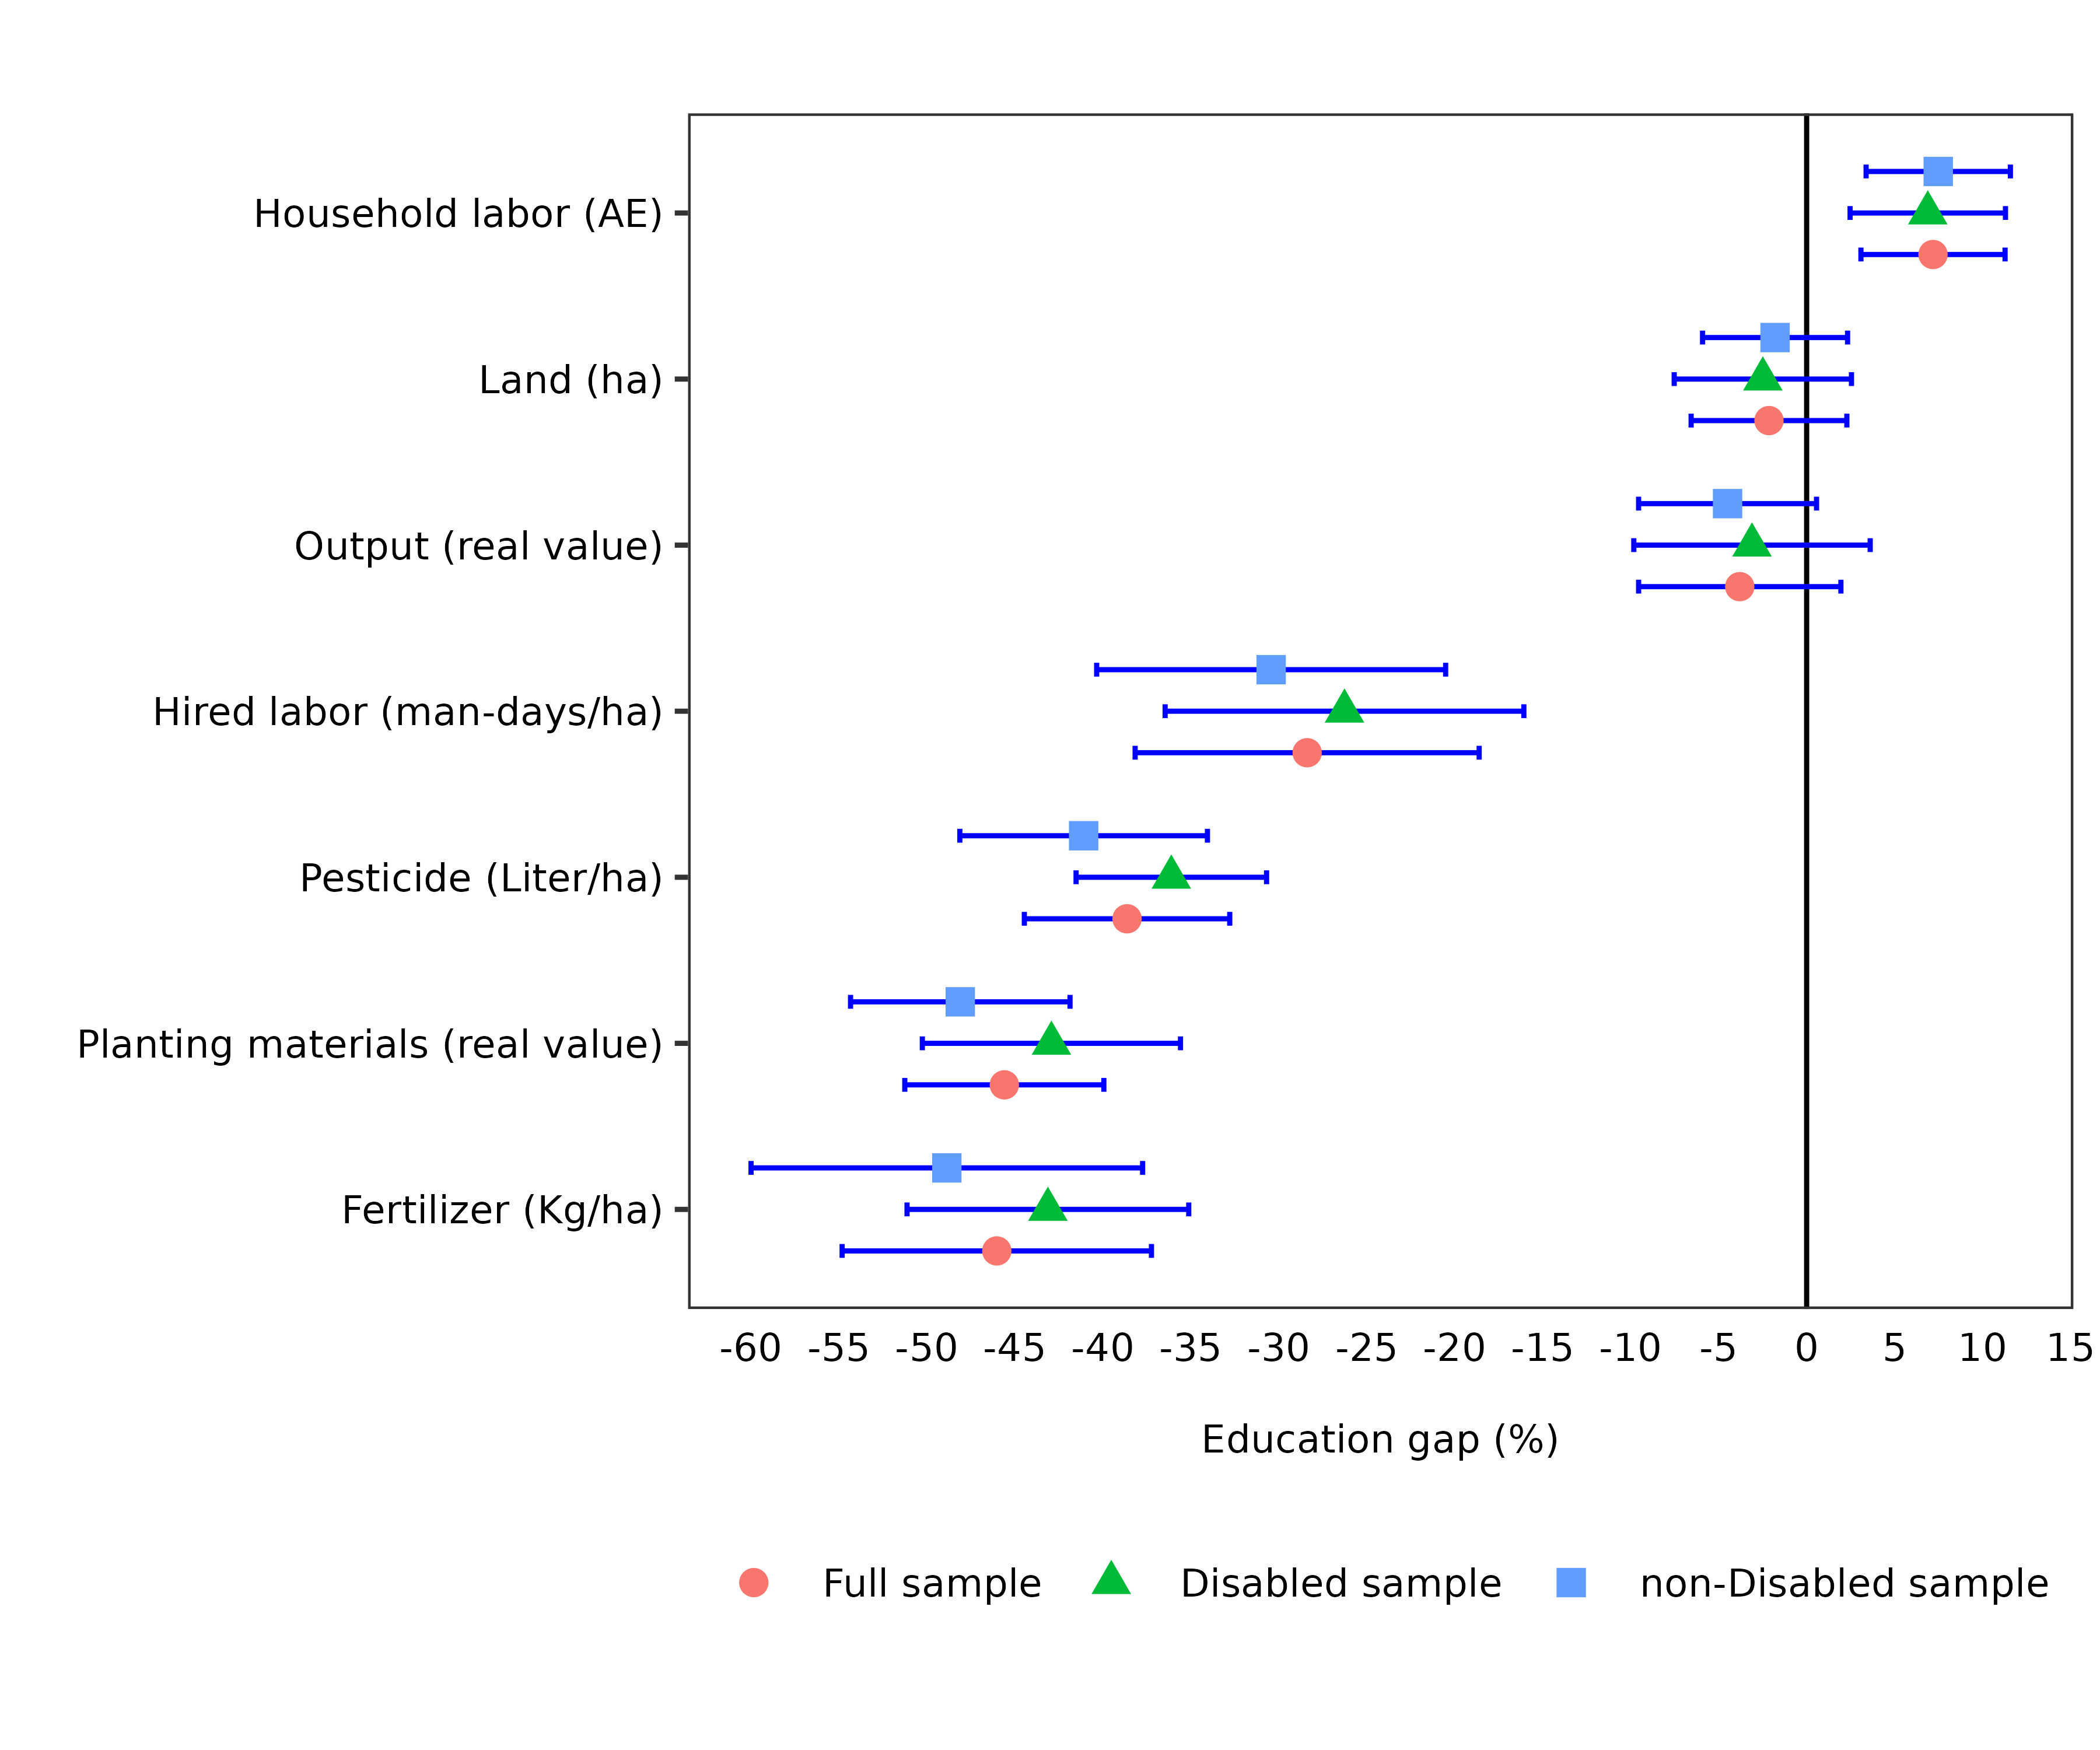 Household labor (AE)
Land (ha)
Output (real value)
Hired labor (man-days/ha)
Pesticide (Liter/ha)
Planting materials (real value)
Fertilizer (Kg/ha)
-60 -55 -50 -45 -40 -35 -30 -25 -20 -15 -10 -5 0 5 10 15
Education gap (%)
Full sample Disabled sample non-Disabled sample